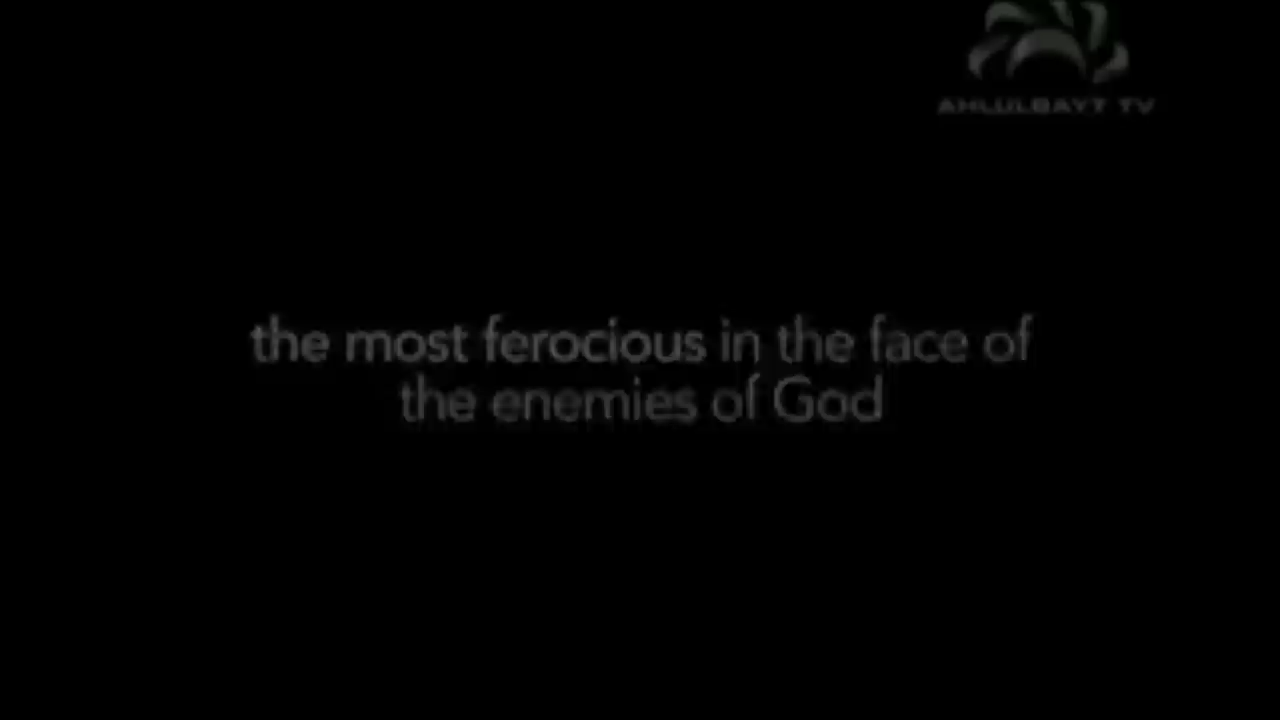 AHLULBAYT TV
the most ferocious in the face of
the enemies of God